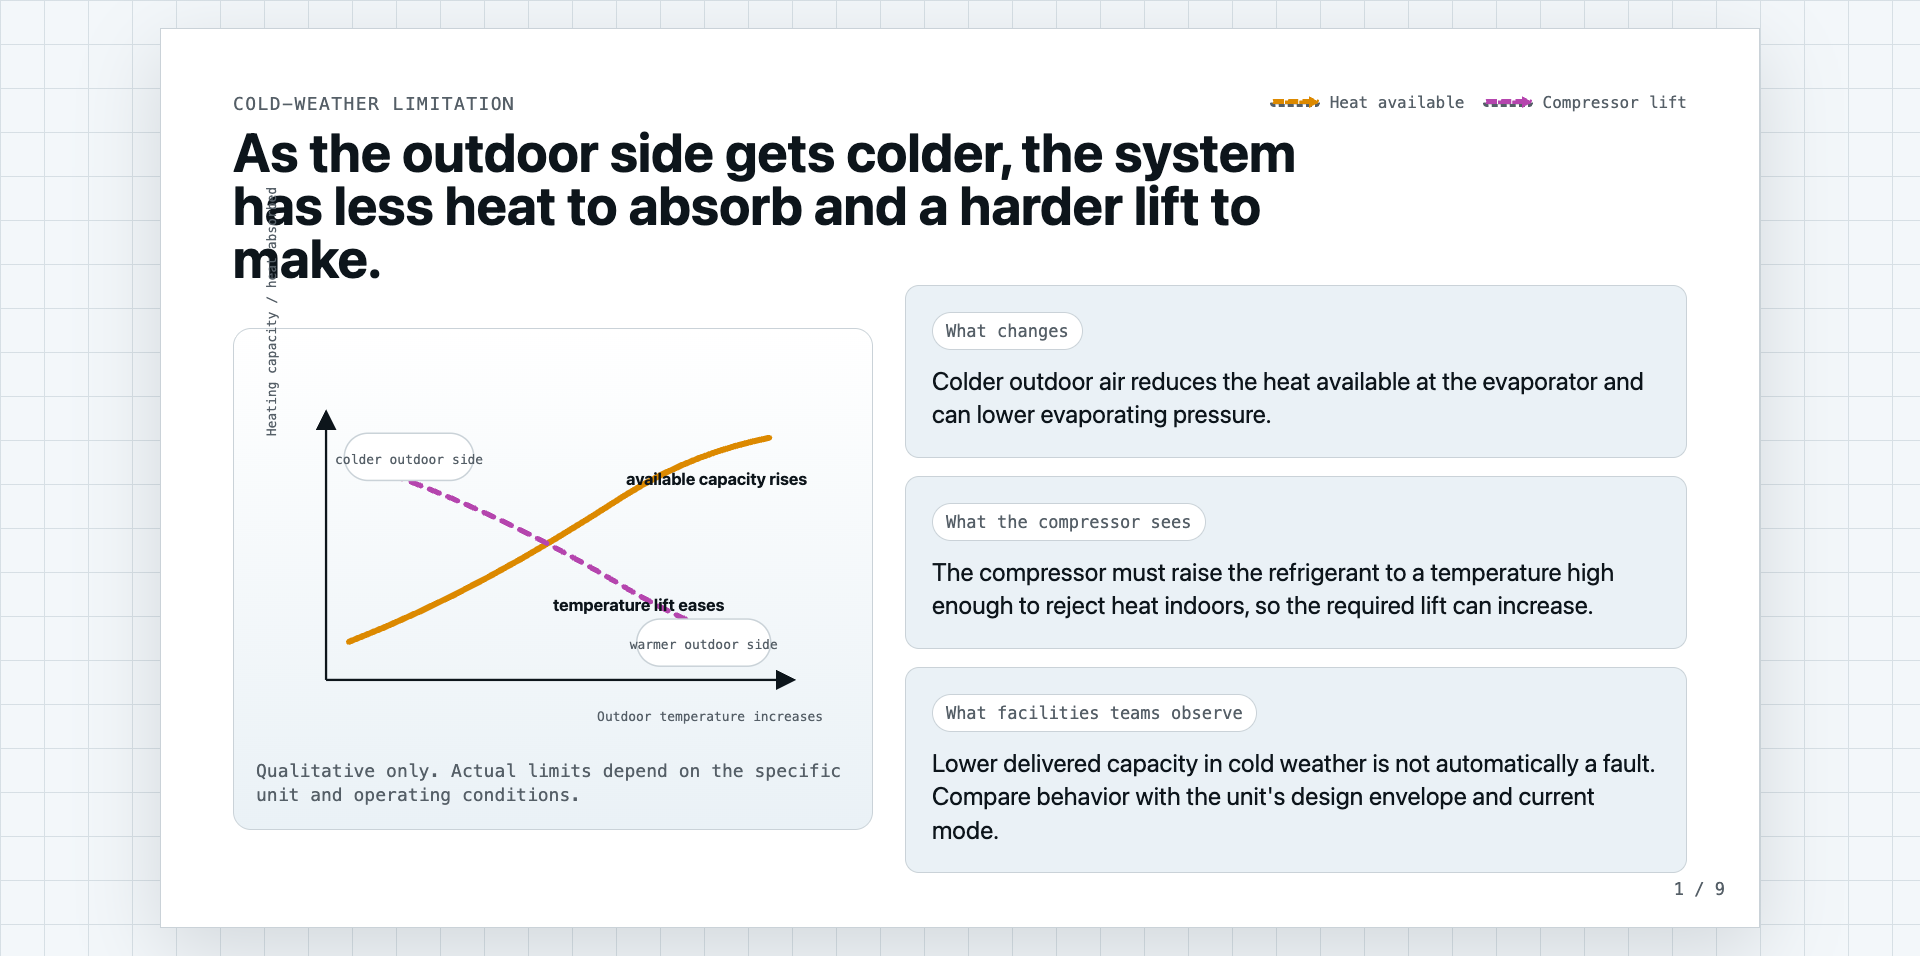 COLD-WEATHER LIMITATION
Heat available
Compressor lift
As the outdoor side gets colder, the system
has less heat to absorb and a harder lift to
make.
Heating capacity / heat absorbed
colder outdoor side
available capacity rises
temperature lift eases
warmer outdoor side
Outdoor temperature increases
Qualitative only. Actual limits depend on the specific
unit and operating conditions.
What changes
Colder outdoor air reduces the heat available at the evaporator and
can lower evaporating pressure.
What the compressor sees
The compressor must raise the refrigerant to a temperature high
enough to reject heat indoors, so the required lift can increase.
What facilities teams observe
Lower delivered capacity in cold weather is not automatically a fault.
Compare behavior with the unit's design envelope and current
mode.
1 / 9